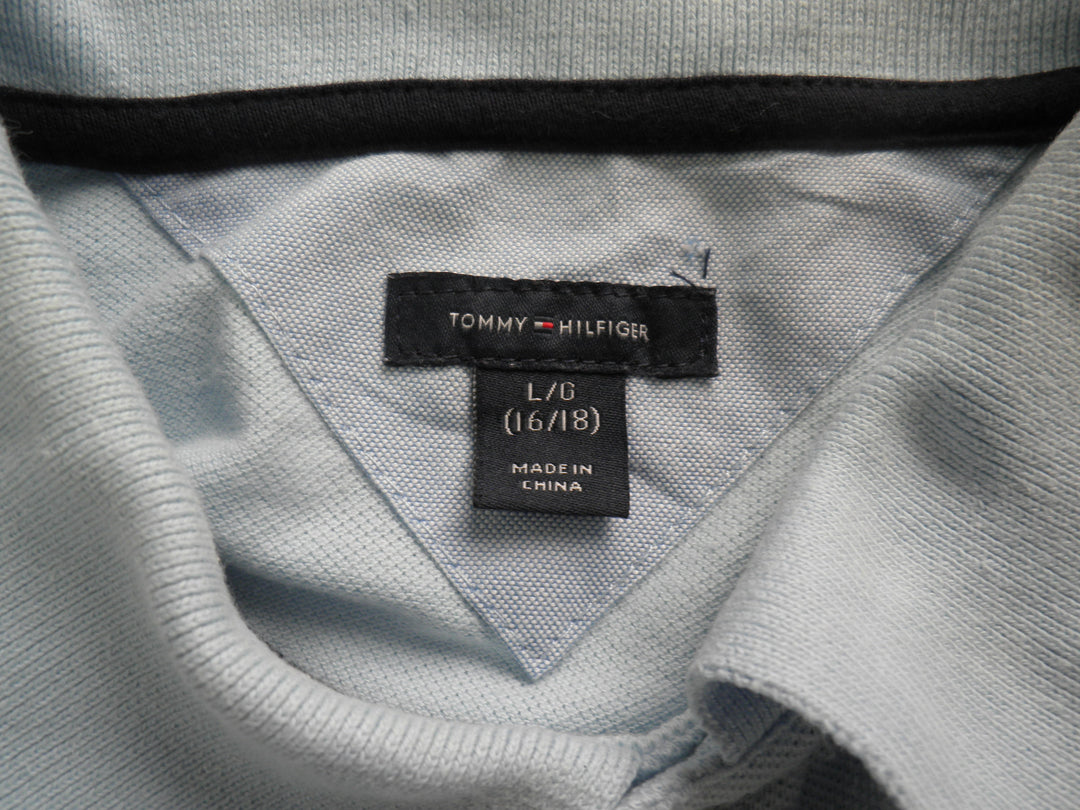 TOMMY HILFIGER
L/G
(16/18)
MADE IN
CHINA